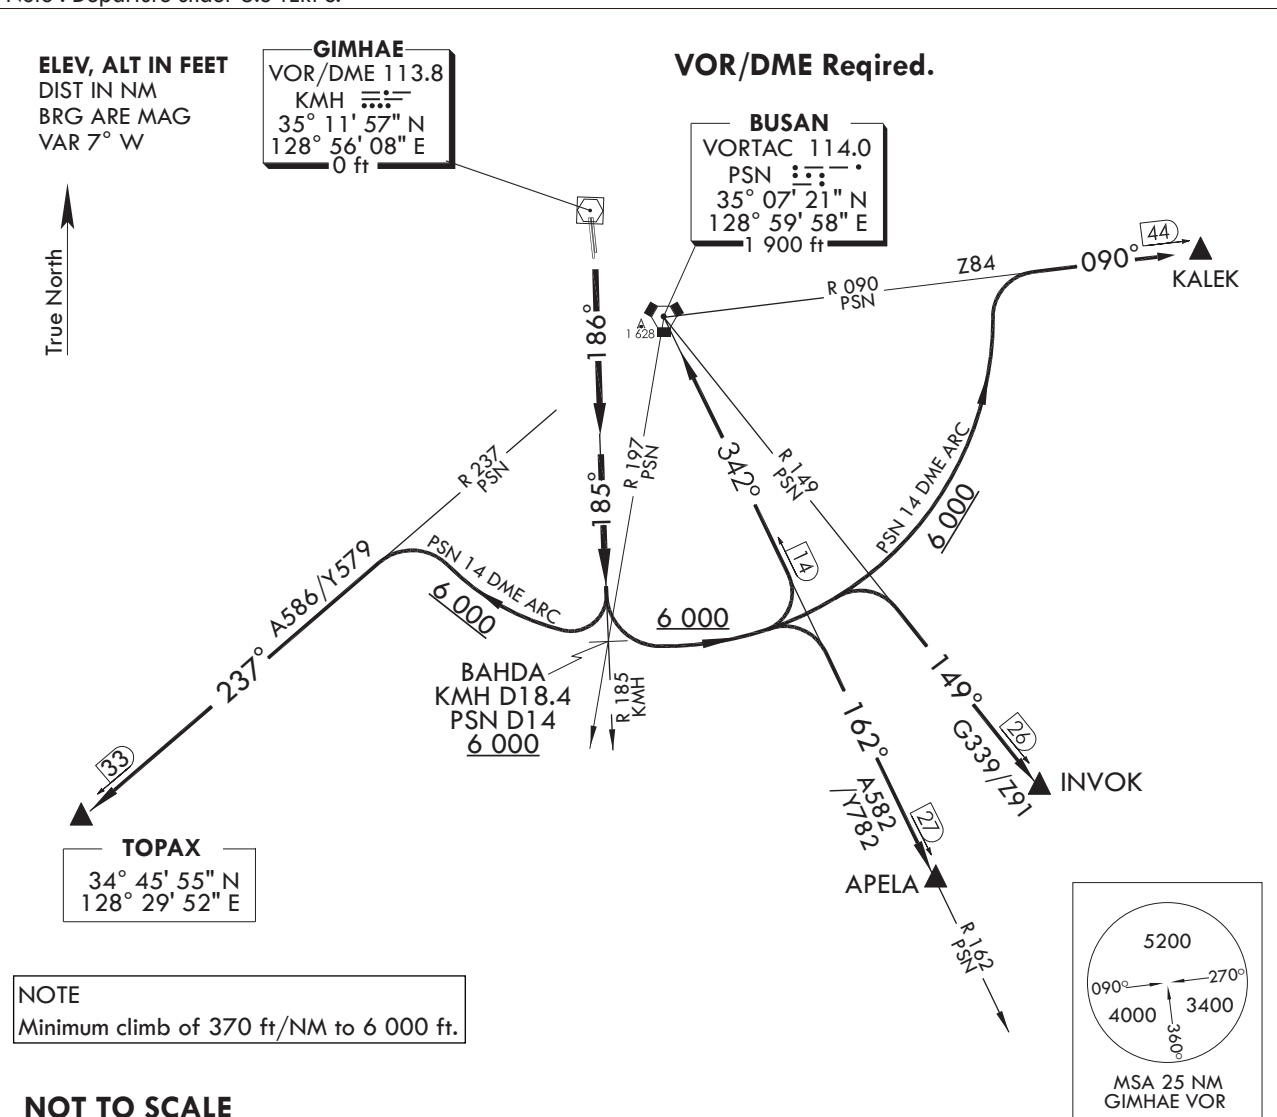 ELEV, ALT IN FEET
DIST IN NM
BRG ARE MAG
VAR 7° W
True North
GIMHAE
VOR/DME 113.8
KMH
35° 11' 57" N
128° 56' 08" E
0 ft
VOR/DME Reqired.
BUSAN
VORTAC 114.0
PSN
35° 07' 21" N
128° 59' 58" E
1 900 ft
1 628
186°
185°
R 197
PSN
R 090
PSN
Z84
090°
44
KALEK
R 237
PSN
A586/Y579
237°
33
TOPAX
34° 45' 55" N
128° 29' 52" E
PSN 14 DME ARC
6 000
BAHDA
KMH D18.4
PSN D14
6 000
R 185
KMH
6 000
342°
14
R 149
PSN
PSN 14 DME ARC
6 000
149°
G339/Z91
26
INVOK
162°
A582
/Y782
27
APELA
R 162
PSN
NOTE
Minimum climb of 370 ft/NM to 6 000 ft.
NOT TO SCALE
5200
090°
270°
4000
3400
360°
MSA 25 NM
GIMHAE VOR